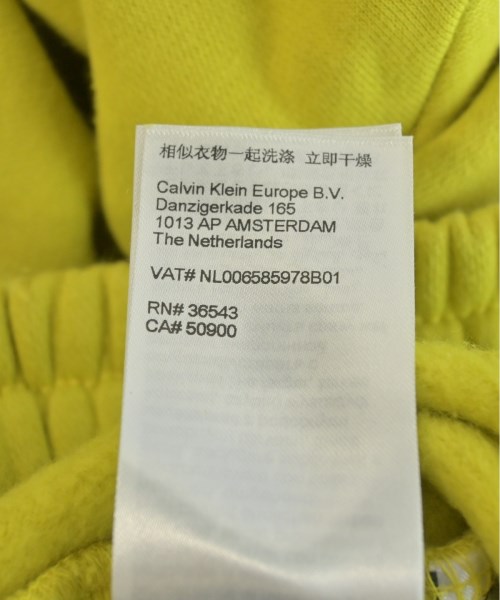 相似衣物一起洗涤 立即干燥
Calvin Klein Europe B.V.
Danzigerkade 165
1013 AP AMSTERDAM
The Netherlands
VAT# NL006585978B01
RN# 36543
CA# 50900